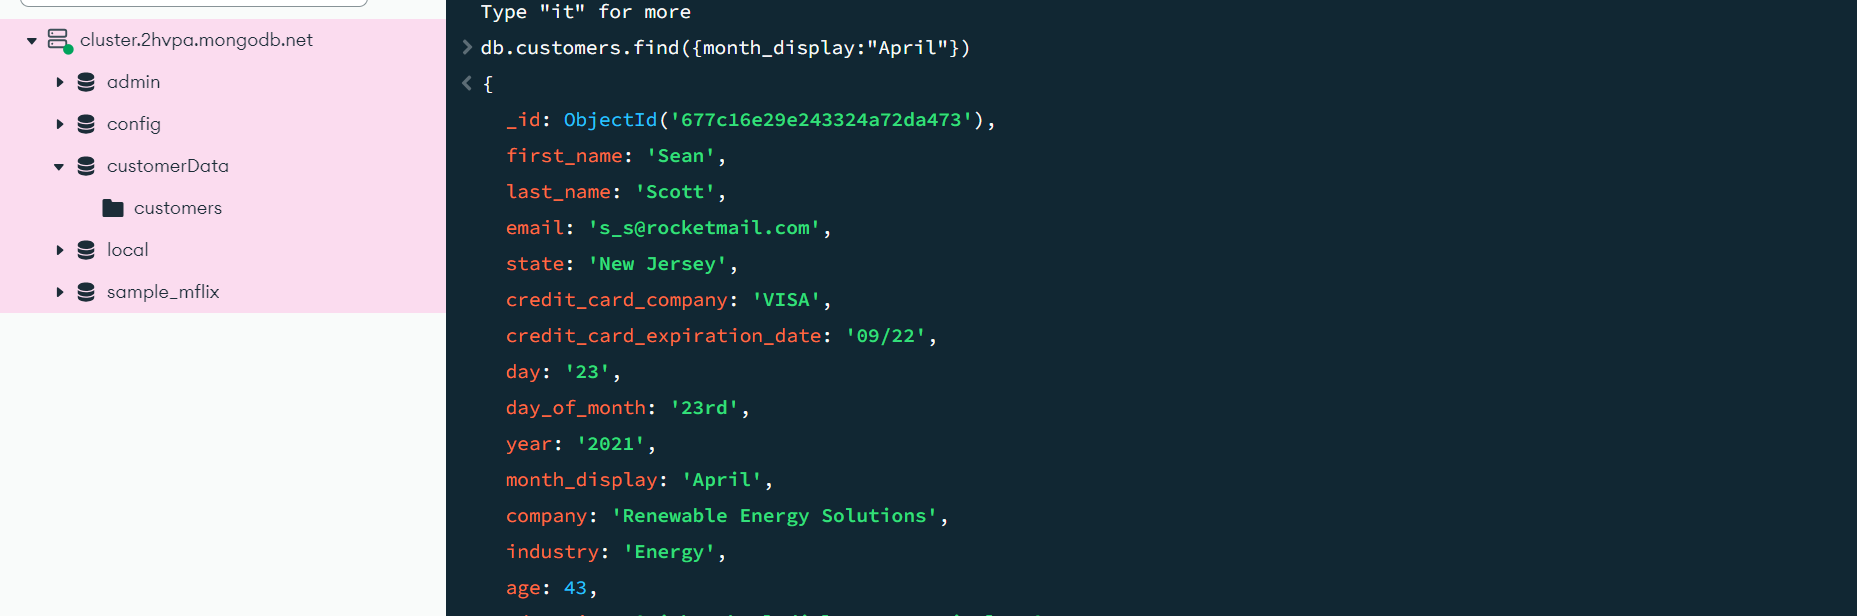 cluster.2hvpa.mongodb.net
admin
config
customerData
customers
local
sample_mflix
Type "it" for more
db.customers.find({month_display:"April"})
{
_id: ObjectId('677c16e29e243324a72da473'),
first_name: 'Sean',
last_name: 'Scott',
email: 's_s@rocketmail.com',
state: 'New Jersey',
credit_card_company: 'VISA',
credit_card_expiration_date: '09/22',
day: '23',
day_of_month: '23rd',
year: '2021',
month_display: 'April',
company: 'Renewable Energy Solutions',
industry: 'Energy',
age: 43,